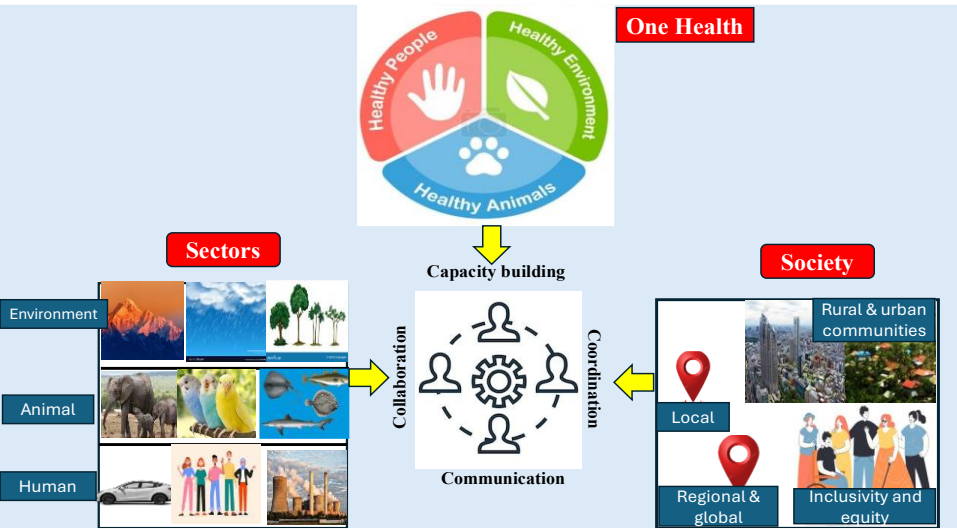 One Health
Healthy People
Healthy Environment
Healthy Animals
Sectors
Society
Capacity building
Environment
Animal
Human
Collaboration
Coordination
Communication
Rural & urban
communities
Local
Regional &
global
Inclusivity and
equity